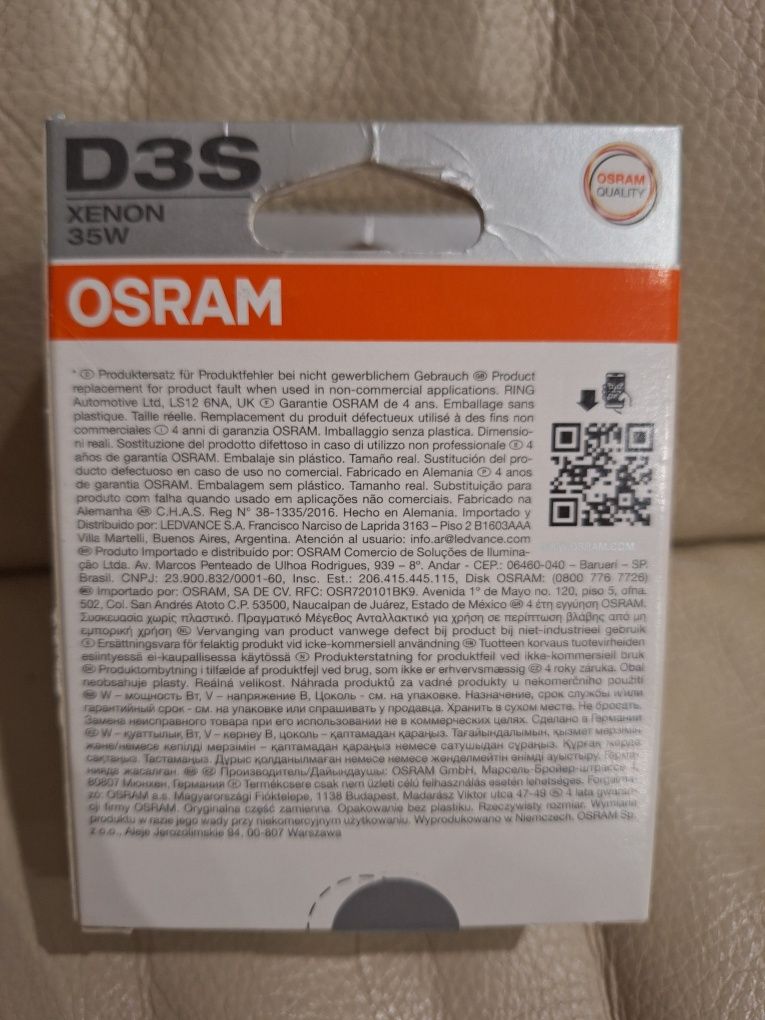 D3S
XENON
35W
OSRAM
QUALITY
OSRAM
* Ⓓ Produktersatz für Produktfehler bei nicht gewerblichem Gebrauch GB Product
replacement for product fault when used in non-commercial applications. RING
Automotive Ltd, LS12 6NA, UK Ⓕ Garantie OSRAM de 4 ans. Emballage sans
plastique. Taille réelle. Remplacement du produit défectueux utilisé à des fins non
commerciales Ⓘ 4 anni di garanzia OSRAM. Imballaggio senza plastica. Dimensio-
ni reali. Sostituzione del prodotto difettoso in caso di utilizzo non professionale Ⓔ 4
años de garantía OSRAM. Embalaje sin plástico. Tamaño real. Sustitución del pro-
ducto defectuoso en caso de uso no comercial. Fabricado en Alemania Ⓟ 4 anos
de garantia OSRAM. Embalagem sem plástico. Tamanho real. Substituição para
produto com falha quando usado em aplicações não comerciais. Fabricado na
Alemanha C.H.A.S. Reg N° 38-1335/2016. Hecho en Alemania. Importado y
Distribuido por: LEDVANCE S.A. Francisco Narciso de Laprida 3163 – Piso 2 B1603AAA
Villa Martelli, Buenos Aires, Argentina. Atención al usuario: info.ar@ledvance.com
Produto Importado e distribuido por: OSRAM Comercio de Soluções de Ilumina-
ção Ltda. Av. Marcos Penteado de Ulhoa Rodrigues, 939 – 8º. Andar - CEP.: 06460-040 – Barueri – SP.
Brasil. CNPJ: 23.900.832/0001-60, Insc. Est.: 206.415.445.115, Disk OSRAM: (0800 776 7726)
Importado por: OSRAM, SA DE CV. RFC: OSR720101BK9. Avenida 1° de Mayo no. 120, piso 5, ofna.
502, Col. San Andrés Atoto C.P. 53500, Naucalpan de Juárez, Estado de México GR 4 έτη εγγύηση OSRAM.
Συσκευασία χωρίς πλαστικό. Πραγματικό Μέγεθος Ανταλλακτικό για χρήση σε περίπτωση βλάβης από μη
εμπορική χρήση NL Vervanging van product vanwege defect bij product bij niet-industrieel gebruik
Ⓢ Ersättningsvara för felaktig produkt vid icke-kommersiell användning FIN Tuotteen korvaus tuotevirheiden
esiintyessä ei-kaupallisessa käytössä Ⓝ Produkterstatning for produktfeil ved ikke-kommersiell bruk
Produktombytning i tilfælde af produktfejl ved brug, som ikke er erhvervsmæssig CZ 4 roky záruka. Obal
neobsahuje plasty. Reálná velikost. Náhrada produktů za vadné produkty u nekomerčního použití
W – мощность Вт, V – напряжение В, Цоколь - см. на упаковке. Назначение, срок службы и/или
гарантийный срок - см. на упаковке или спрашивать у продавца. Хранить в сухом месте. Не бросать.
Замена неисправного товара при его использовании не в коммерческих целях. Сделано в Германии
W – қуаттылық Вт, V – кернеу В, цоколь – қаптамадан қараңыз. Тағайындалымын, қызмет мерзімін
және/немесе кепілді мерзімін – қаптамадан қараңыз немесе сатушыдан сұраңыз. Құрғақ жерде
сақтаңыз. Тастамаңыз. Дұрыс қолданылмаған немесе жөнделмейтін өнімді ауыстыру. Герма-
нияда жасалған. Производитель/Дайындаушы: OSRAM GmbH, Марсель-Бройер-штрассе 4,
80807 Мюнхен, Германия Ⓗ Termékcsere csak nem üzleti célú felhasználás esetén lehetséges. Forgalma-
zó: OSRAM a.s. Magyarországi Fióktelepe, 1138 Budapest, Madarász Viktor utca 47-49 PL 4 lata gwaran-
cji firmy OSRAM. Oryginalne część zamienna. Opakowanie bez plastiku. Rzeczywisty rozmiar. Wymiana
produktu w razie jego wady przy niekomercyjnym użytkowaniu. Wyprodukowano w Niemczech. OSRAM Sp.
z o.o., Aleje Jerozolimskie 94, 00-807 Warszawa
WWW.OSRAM.COM